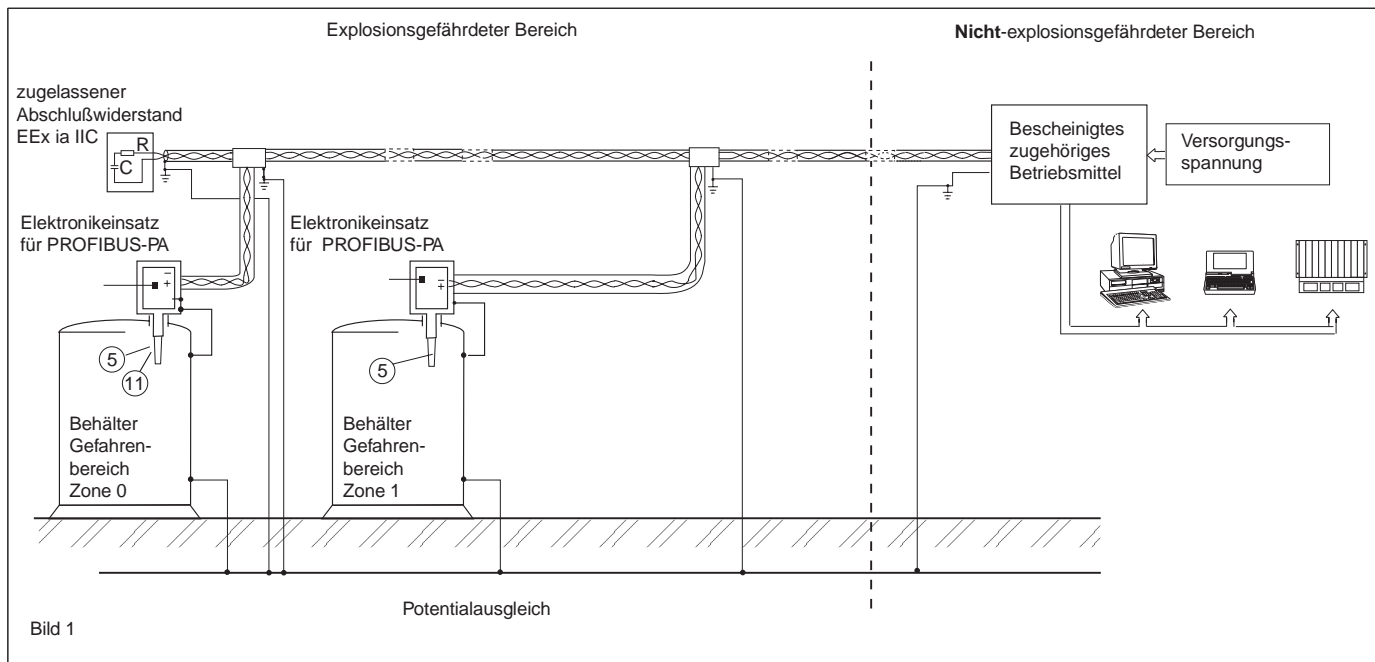 Explosionsgefährdeter Bereich
Nicht-explosionsgefährdeter Bereich
zugelassener
Abschlußwiderstand
EEx ia IIC
R
C
Bescheinigtes
zugehöriges
Betriebsmittel
Versorgungs-
spannung
Elektronikeinsatz
für PROFIBUS-PA
Elektronikeinsatz
für PROFIBUS-PA
–
+
–
+
5
11
5
Behälter
Gefahren-
bereich
Zone 0
Behälter
Gefahren-
bereich
Zone 1
Potentialausgleich
Bild 1